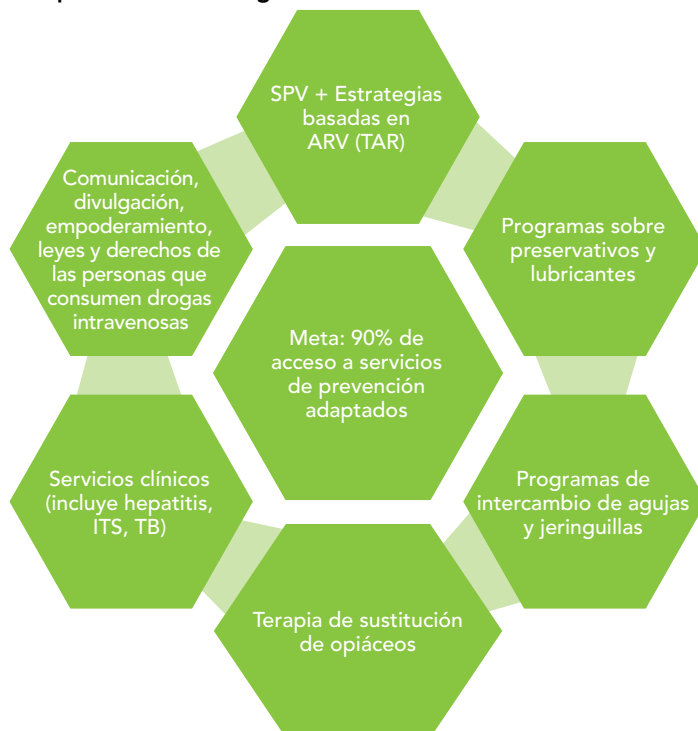 SPV + Estrategias
basadas en
ARV (TAR)
Comunicación,
divulgación,
empoderamiento,
leyes y derechos de
las personas que
consumen drogas
intravenosas
Programas sobre
preservativos y
lubricantes
Meta: 90% de
acceso a servicios
de prevención
adaptados
Servicios clínicos
(incluye hepatitis,
ITS, TB)
Programas de
intercambio de agujas
y jeringuillas
Terapia de sustitución
de opiáceos